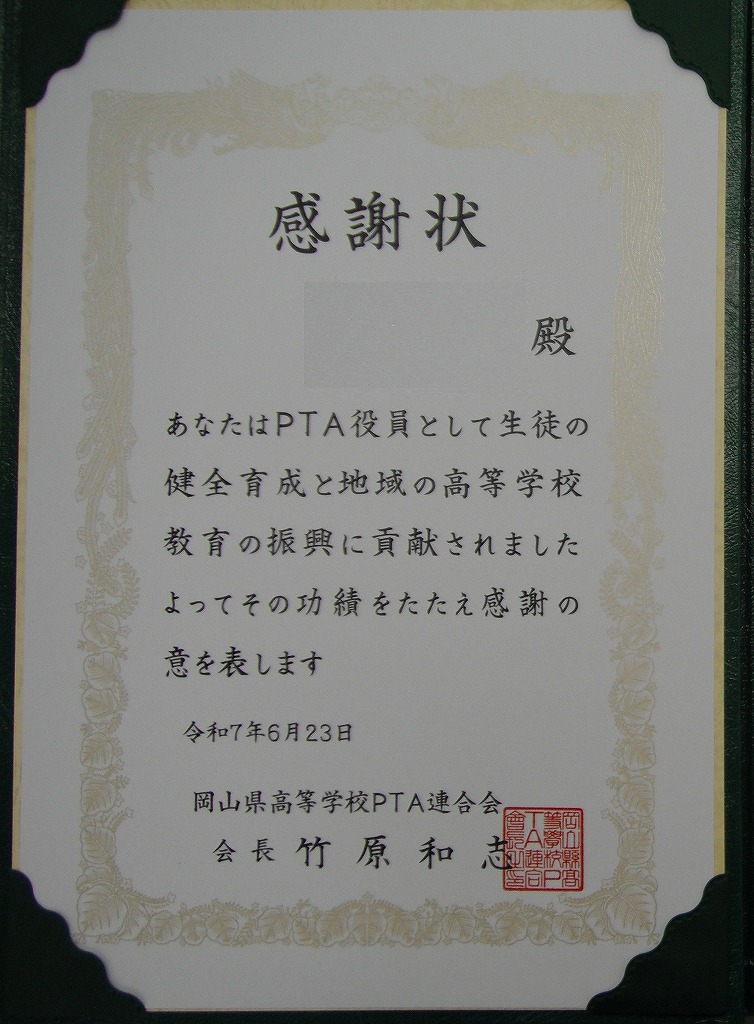 感謝状
殿
あなたはPTA役員として生徒の
健全育成と地域の高等学校
教育の振興に貢献されました
よってその功績をたたえ感謝の
意を表します
令和7年6月23日
岡山県高等学校PTA連合会
会長 竹原和志